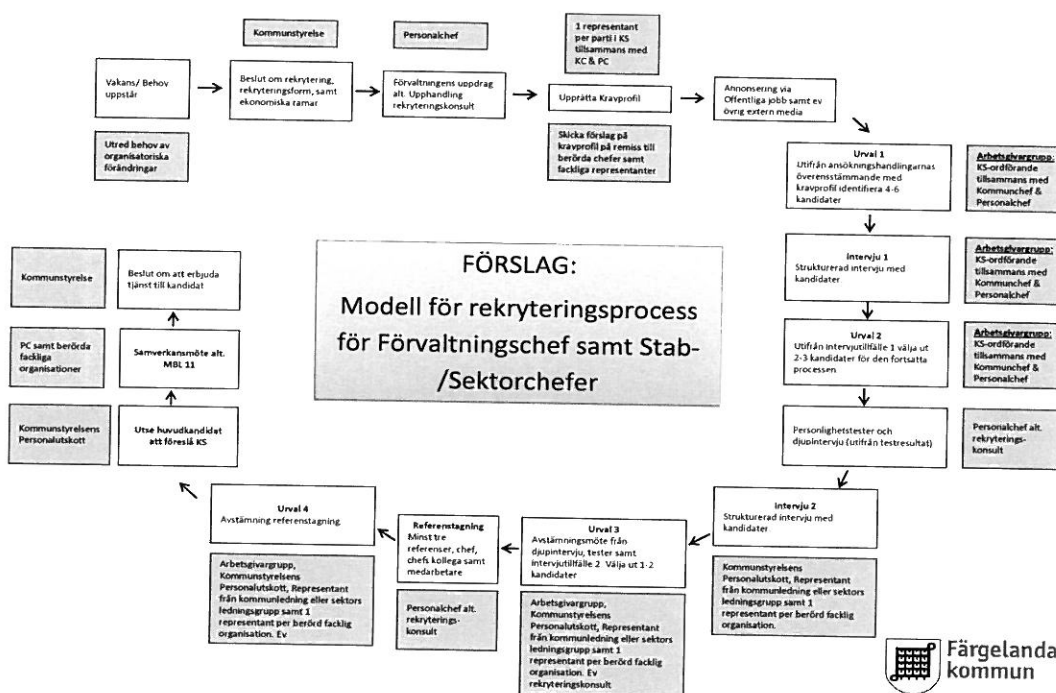 Kommunstyrelse
Personalchef
1 representant
per parti i KS
tillsammans med
KC & PC
Vakans/ Behov
uppstår
Beslut om rekrytering,
rekryteringsform, samt
ekonomiska ramar
Förvaltningens uppdrag
alt. Upphandling
rekryteringskonsult
Upprätta Kravprofil
Annonsering via
Offentliga jobb samt ev
övrig extern media
Utred behov av
organisatoriska
förändringar
Skicka förslag på
kravprofil på remiss till
berörda chefer samt
fackliga representanter
Urval 1
Utifrån ansökningshandlingarnas
överensstämmande med
kravprofil identifiera 4-6
kandidater
Arbetsgivargrupp:
KS-ordförande
tillsammans med
Kommunchef &
Personalchef
Intervju 1
Strukturerad intervju med
kandidater
Arbetsgivargrupp:
KS-ordförande
tillsammans med
Kommunchef &
Personalchef
FÖRSLAG:
Modell för rekryteringsprocess
för Förvaltningschef samt Stab-
/Sektorchefer
Urval 2
Utifrån intervjutillfälle 1 välja ut
2-3 kandidater för den fortsatta
processen
Arbetsgivargrupp:
KS-ordförande
tillsammans med
Kommunchef &
Personalchef
Personlighetstester och
djupintervju (utifrån testresultat)
Personalchef alt.
rekryterings-
konsult
Intervju 2
Strukturerad intervju med
kandidater
Kommunstyrelsens
Personalutskott, Representant
från kommunledning eller sektors
ledningsgrupp samt 1
representant per berörd facklig
organisation.
Urval 3
Avstämningsmöte från
djupintervju, tester samt
intervjutillfälle 2 Välja ut 1-2
kandidater
Arbetsgivargrupp,
Kommunstyrelsens
Personalutskott, Representant
från kommunledning eller sektors
ledningsgrupp samt 1
representant per berörd facklig
organisation. Ev
rekryteringskonsult
Referenstagning
Minst tre
referenser, chef,
chefs kollega samt
medarbetare
Personalchef alt.
rekryterings-
konsult
Urval 4
Avstämning referenstagning
Arbetsgivargrupp,
Kommunstyrelsens
Personalutskott, Representant
från kommunledning eller sektors
ledningsgrupp samt 1
representant per berörd facklig
organisation. Ev
Kommunstyrelsens
Personalutskott
Utse huvudkandidat
att föreslå KS
PC samt berörda
fackliga
organisationer
Samverkansmöte alt.
MBL 11
Kommunstyrelse
Beslut om att erbjuda
tjänst till kandidat
Färgelanda
kommun